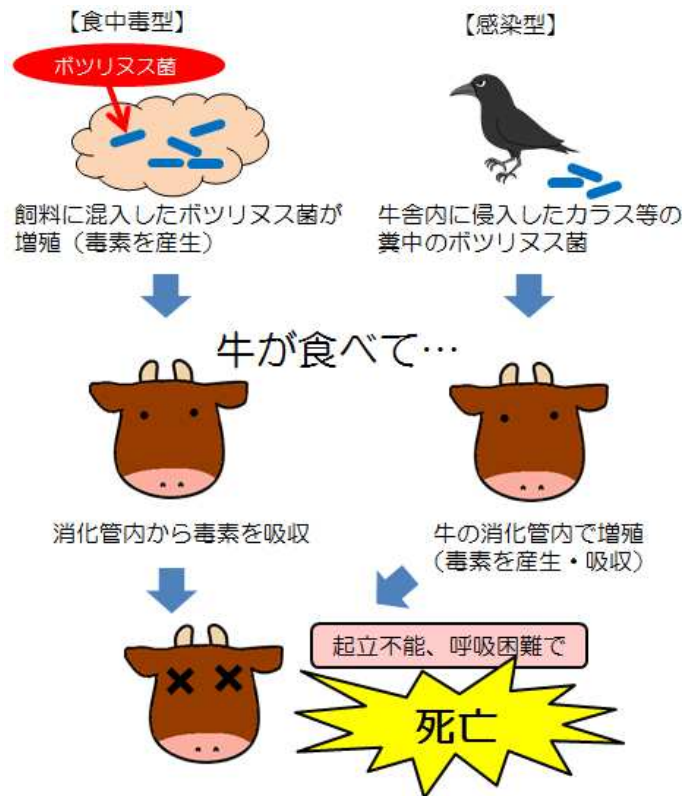 【食中毒型】
【感染型】
ボツリヌス菌
飼料に混入したボツリヌス菌が
増殖（毒素を産生）
牛舎内に侵入したカラス等の
糞中のボツリヌス菌
牛が食べて…
消化管内から毒素を吸収
牛の消化管内で増殖
（毒素を産生・吸収）
起立不能、呼吸困難で
死亡